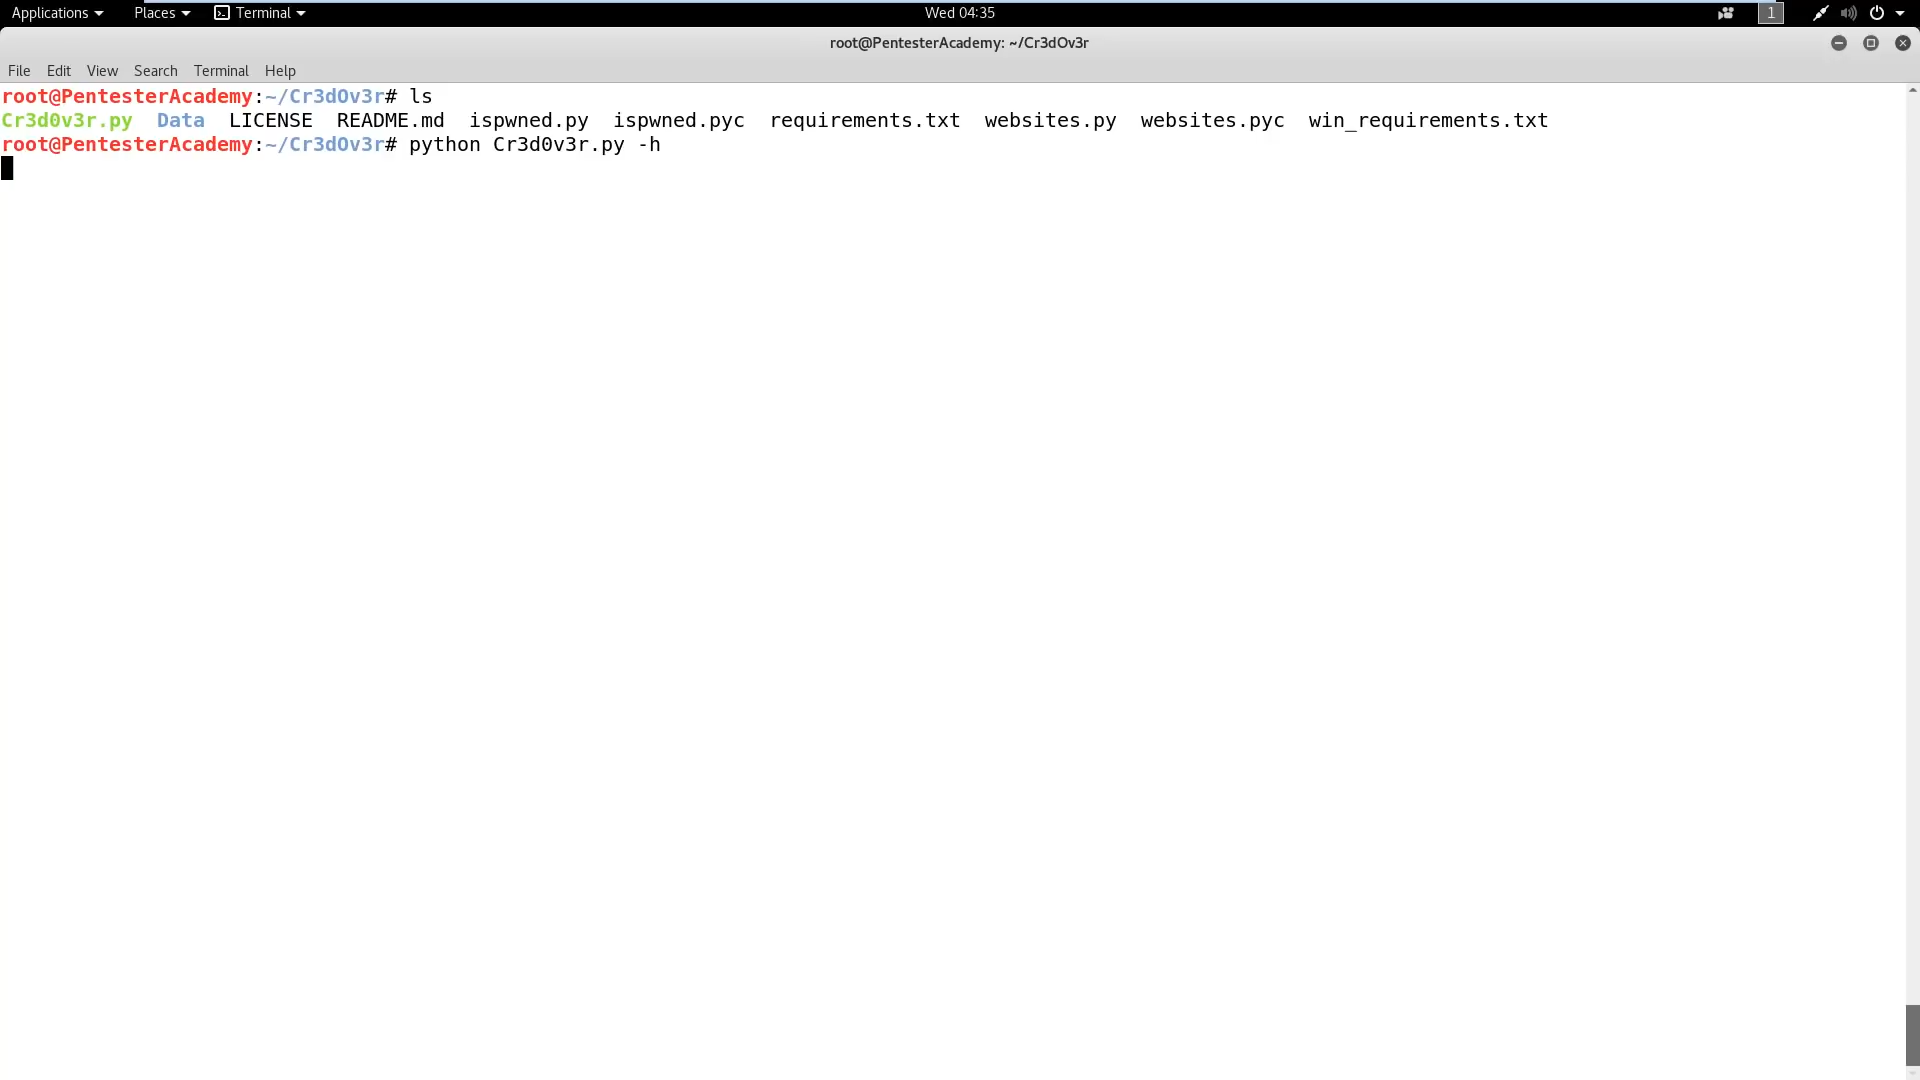 Applications Places Terminal Wed 04:35 1
root@PentesterAcademy: ~/Cr3dOv3r
File Edit View Search Terminal Help
root@PentesterAcademy:~/Cr3dOv3r# ls
Cr3d0v3r.py Data LICENSE README.md ispwned.py ispwned.pyc requirements.txt websites.py websites.pyc win_requirements.txt
root@PentesterAcademy:~/Cr3dOv3r# python Cr3d0v3r.py -h